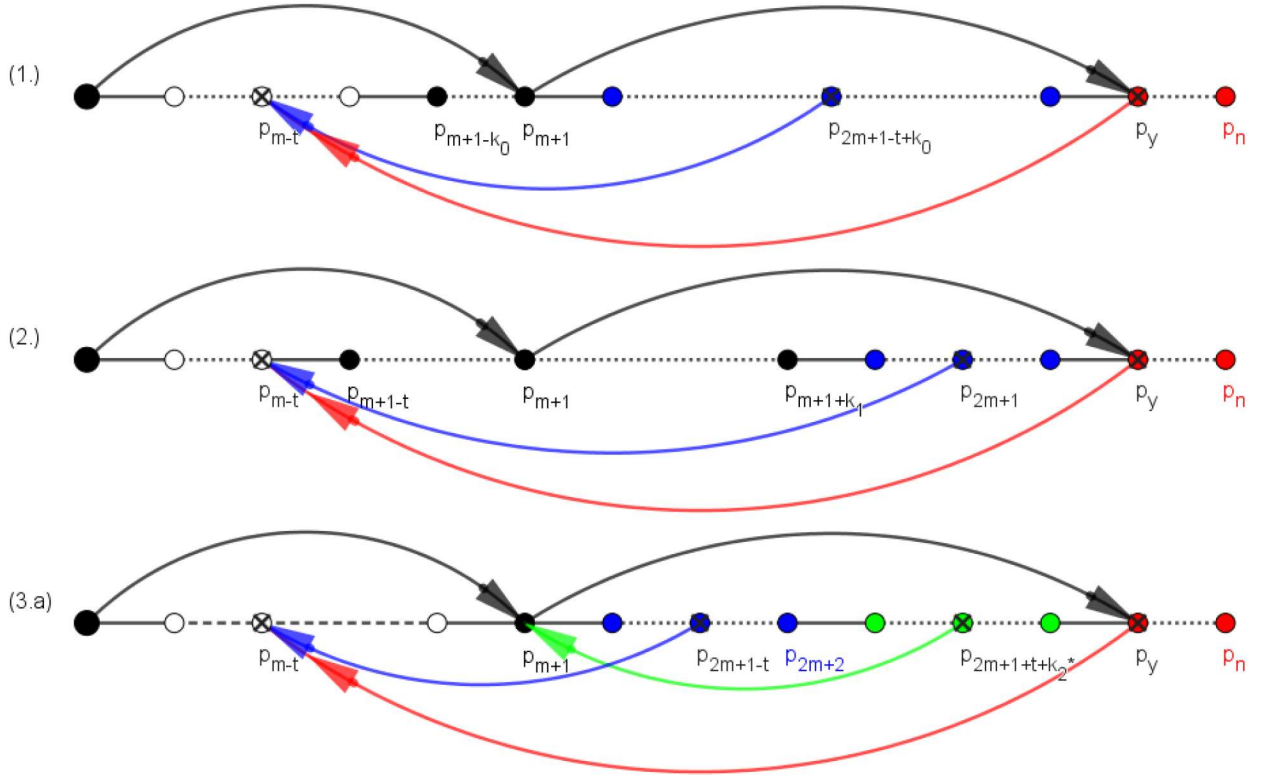 (1.)
p_{m-t} p_{m+1-k_0} p_{m+1} p_{2m+1-t+k_0} p_y p_n
(2.)
p_{m-t} p_{m+1-t} p_{m+1} p_{m+1+k_1} p_{2m+1} p_y p_n
(3.a)
p_{m-t} p_{m+1} p_{2m+1-t} p_{2m+2} p_{2m+1+t+k_2*} p_y p_n